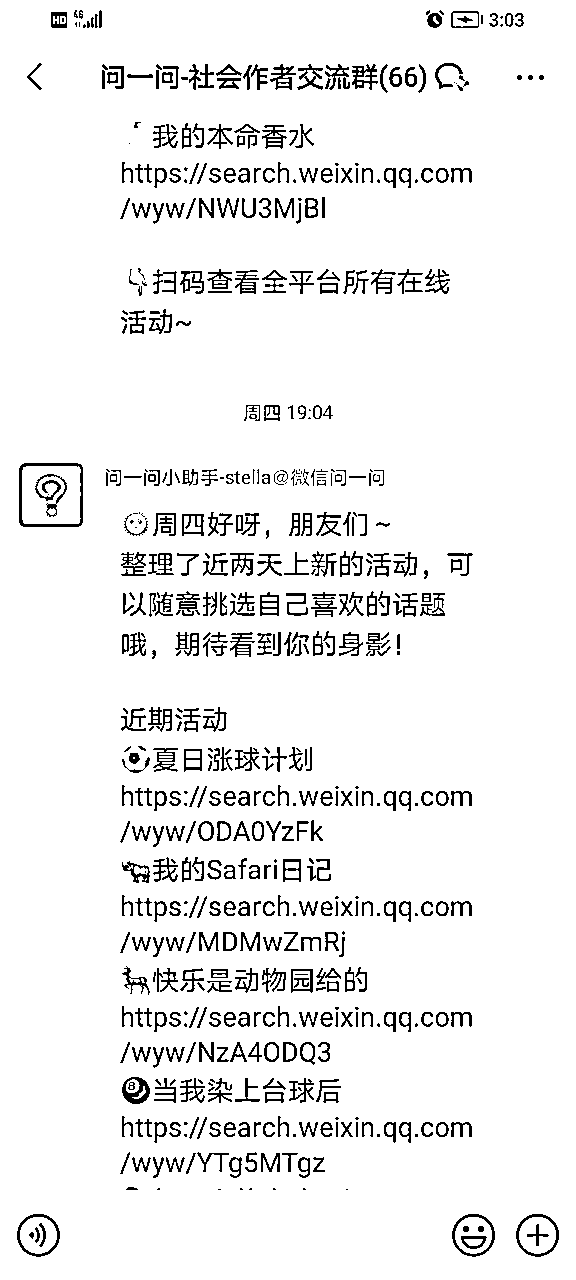 HD 4G 3:03
问一问-社会作者交流群(66)
我的本命香水
https://search.weixin.qq.com
/wyw/NWU3MjBl
👇扫码查看全平台所有在线
活动~
周四 19:04
问一问小助手-stella@微信问一问
周四好呀，朋友们~
整理了近两天上新的活动，可
以随意挑选自己喜欢的话题
哦，期待看到你的身影！
近期活动
⚽夏日涨球计划
https://search.weixin.qq.com
/wyw/ODA0YzFk
我的Safari日记
https://search.weixin.qq.com
/wyw/MDMwZmRj
快乐是动物园给的
https://search.weixin.qq.com
/wyw/NzA4ODQ3
🎱当我染上台球后
https://search.weixin.qq.com
/wyw/YTg5MTgz